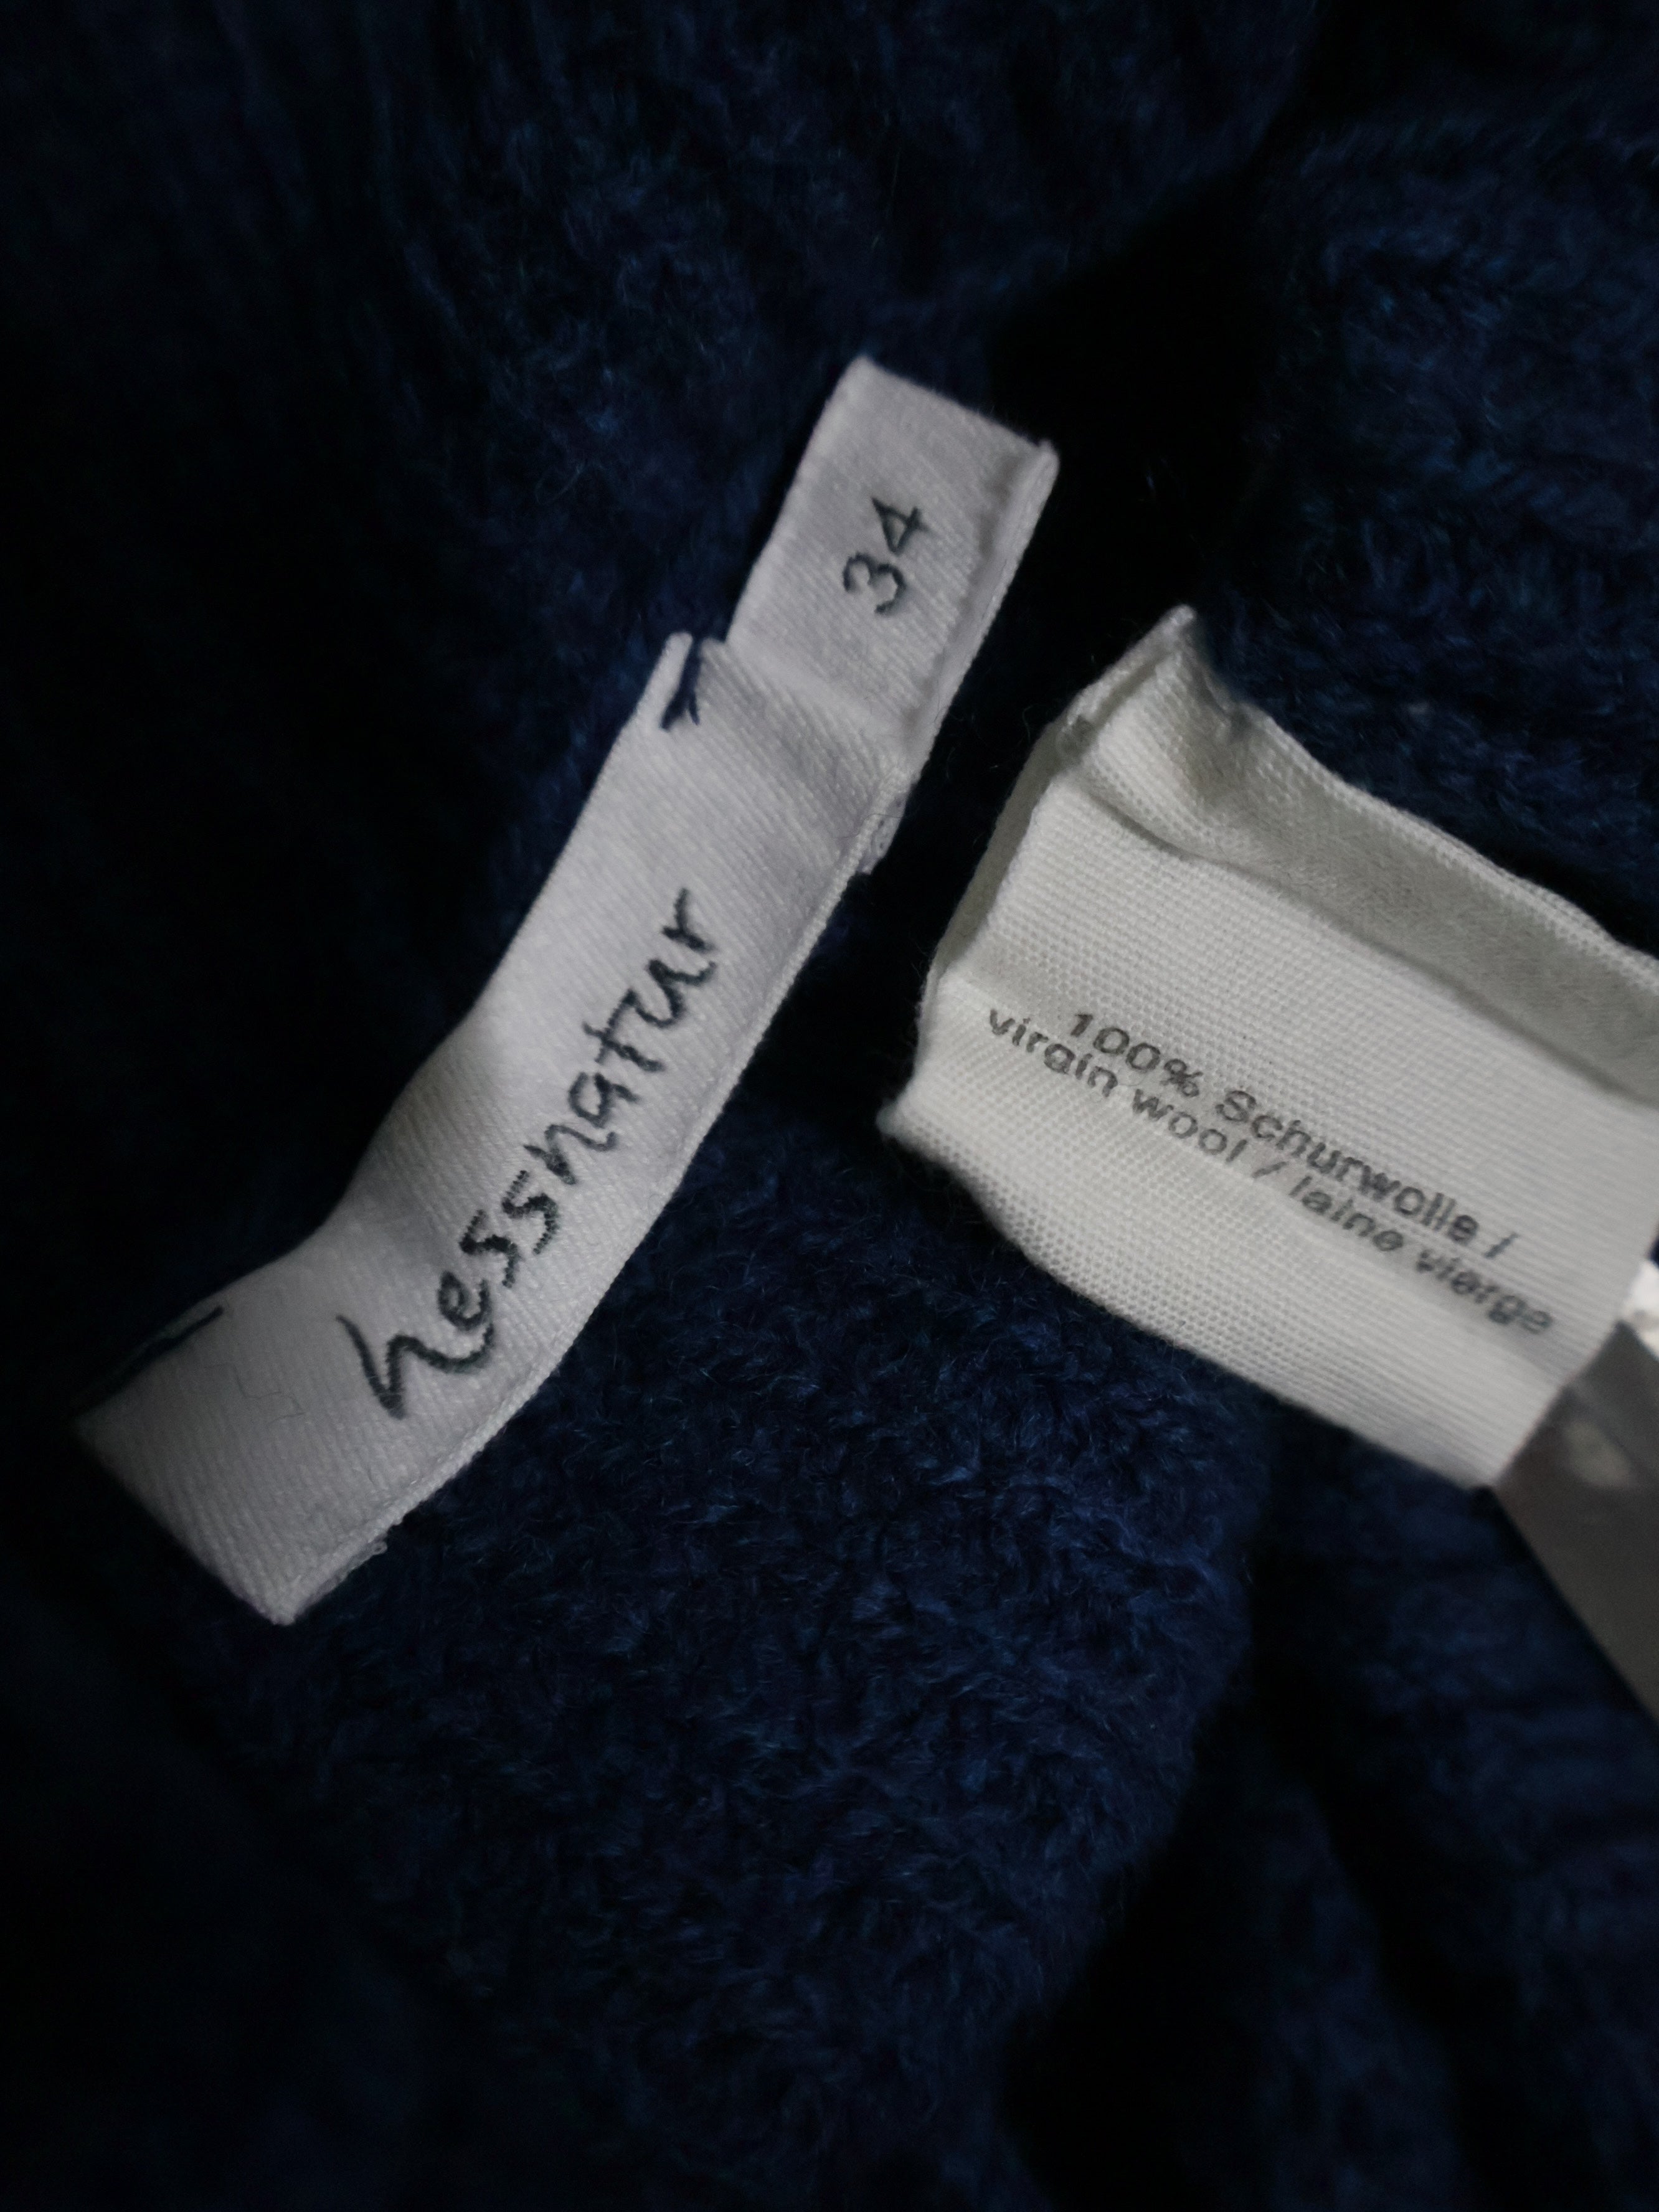 34
hessnatur
100% Schurwolle /
virgin wool / laine vierge